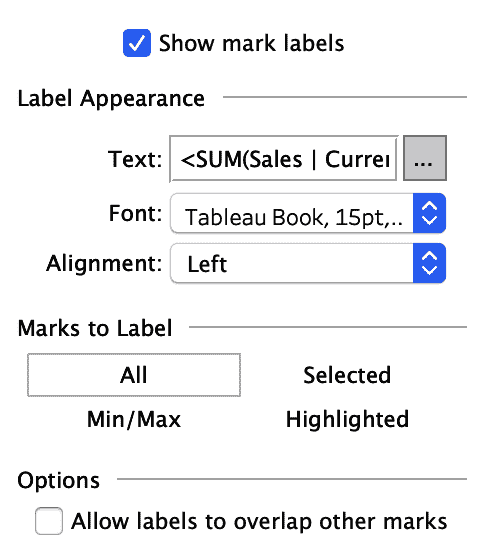 Show mark labels
Label Appearance
Text: <SUM(Sales | Curren ...
Font: Tableau Book, 15pt,..
Alignment: Left
Marks to Label
All Selected
Min/Max Highlighted
Options
Allow labels to overlap other marks